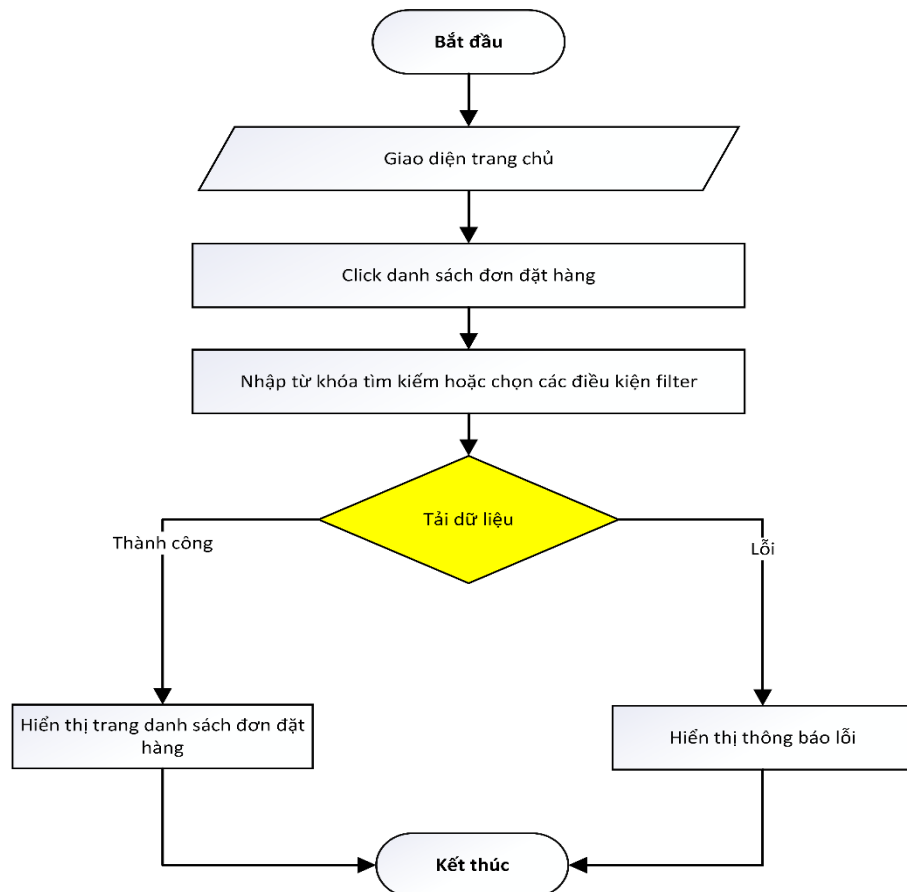 Bắt đầu
Giao diện trang chủ
Click danh sách đơn đặt hàng
Nhập từ khóa tìm kiếm hoặc chọn các điều kiện filter
Tải dữ liệu
Thành công
Lỗi
Hiển thị trang danh sách đơn đặt
hàng
Hiển thị thông báo lỗi
Kết thúc